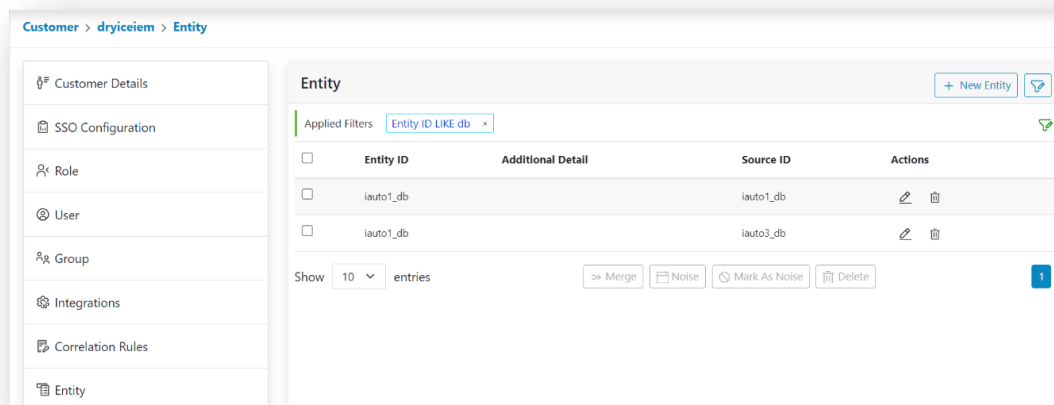 Customer > dryiceiem > Entity
Customer Details
SSO Configuration
Role
User
Group
Integrations
Correlation Rules
Entity
Entity
+ New Entity
Applied Filters Entity ID LIKE db ×
Entity ID Additional Detail Source ID Actions
iauto1_db iauto1_db
iauto1_db iauto3_db
Show 10 entries Merge Noise Mark As Noise Delete 1